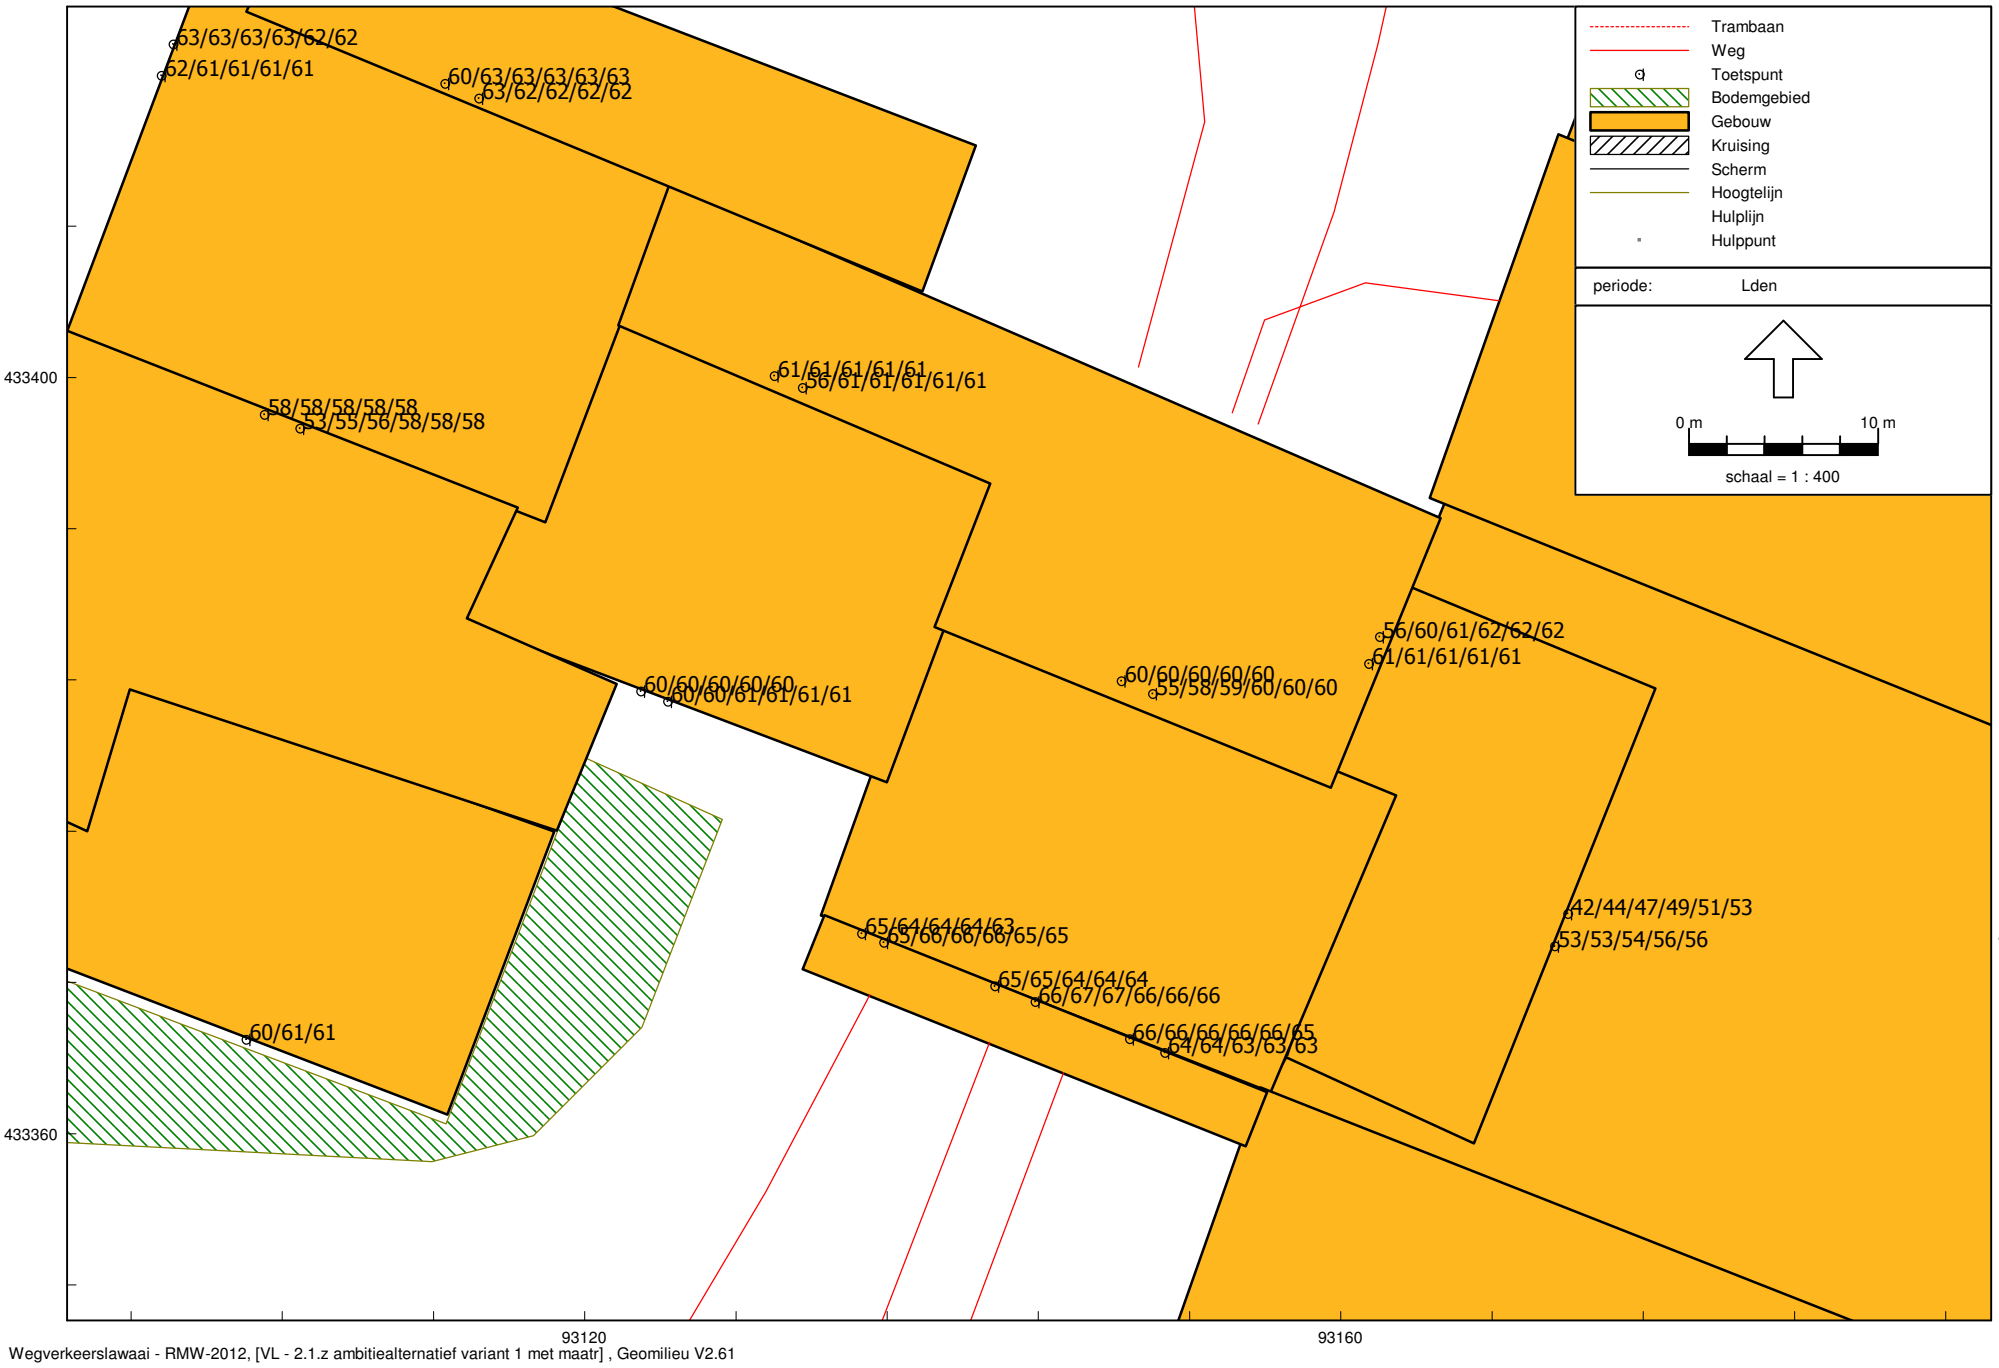 63/63/63/63/62/62
62/61/61/61/61
60/63/63/63/63/63
63/62/62/62/62
Trambaan
Weg
Toetspunt
Bodemgebied
Gebouw
Kruising
Scherm
Hoogtelijn
Hulplijn
Hulppunt
periode: Lden
0 m 10 m
schaal = 1 : 400
433400
61/61/61/61/61
56/61/61/61/61/61
58/58/58/58/58
53/55/56/58/58/58
56/60/61/62/62/62
61/61/61/61/61
60/60/60/60/60
55/58/59/60/60/60
60/60/60/60/60
60/60/61/61/61/61
42/44/47/49/51/53
53/53/54/56/56
65/64/64/64/63
65/66/66/66/65/65
65/65/64/64/64
66/67/67/66/66/66
66/66/66/66/66/65
64/64/63/63/63
60/61/61
433360
93120 93160
Wegverkeerslawaai - RMW-2012, [VL - 2.1.z ambitiealternatief variant 1 met maatr] , Geomilieu V2.61